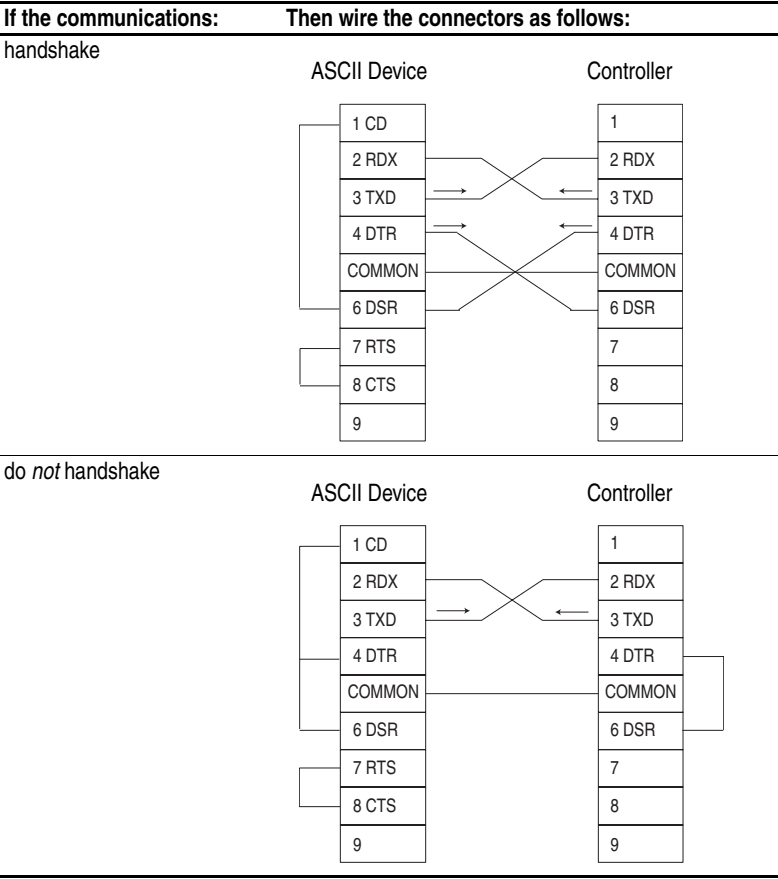 If the communications: Then wire the connectors as follows:
handshake
ASCII Device Controller
1 CD 1
2 RDX 2 RDX
3 TXD 3 TXD
4 DTR 4 DTR
COMMON COMMON
6 DSR 6 DSR
7 RTS 7
8 CTS 8
9 9
do not handshake
ASCII Device Controller
1 CD 1
2 RDX 2 RDX
3 TXD 3 TXD
4 DTR 4 DTR
COMMON COMMON
6 DSR 6 DSR
7 RTS 7
8 CTS 8
9 9